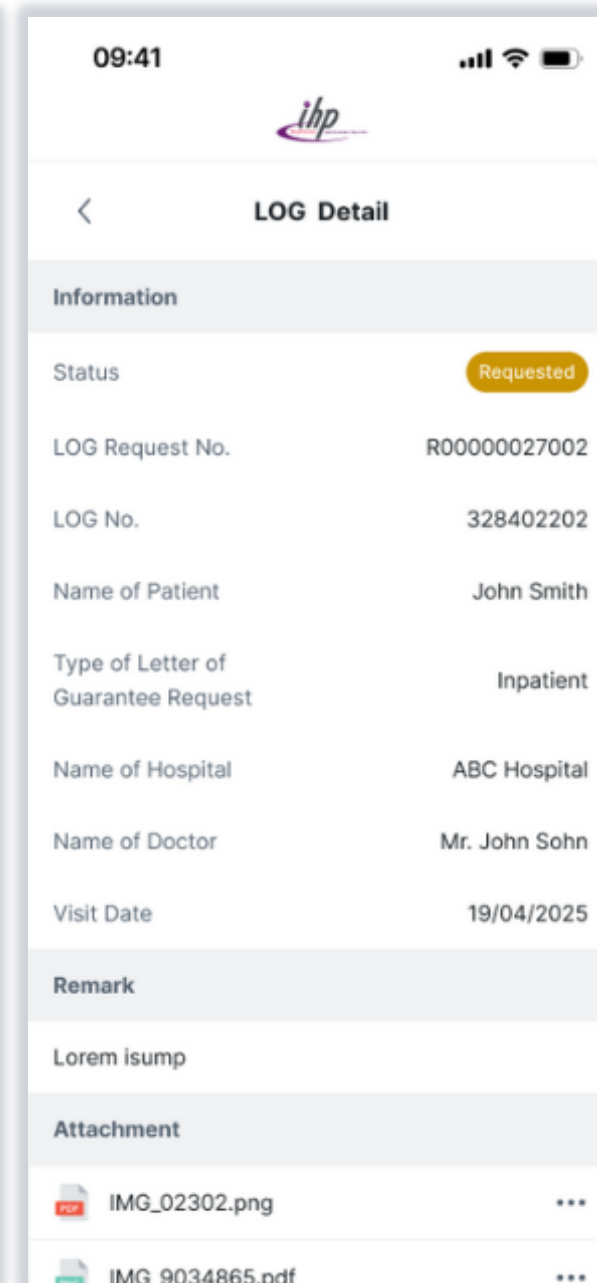 09:41
ihp
LOG Detail
Information
Status Requested
LOG Request No. R00000027002
LOG No. 328402202
Name of Patient John Smith
Type of Letter of
Guarantee Request Inpatient
Name of Hospital ABC Hospital
Name of Doctor Mr. John Sohn
Visit Date 19/04/2025
Remark
Lorem isump
Attachment
PDF IMG_02302.png
IMG_9034865.pdf